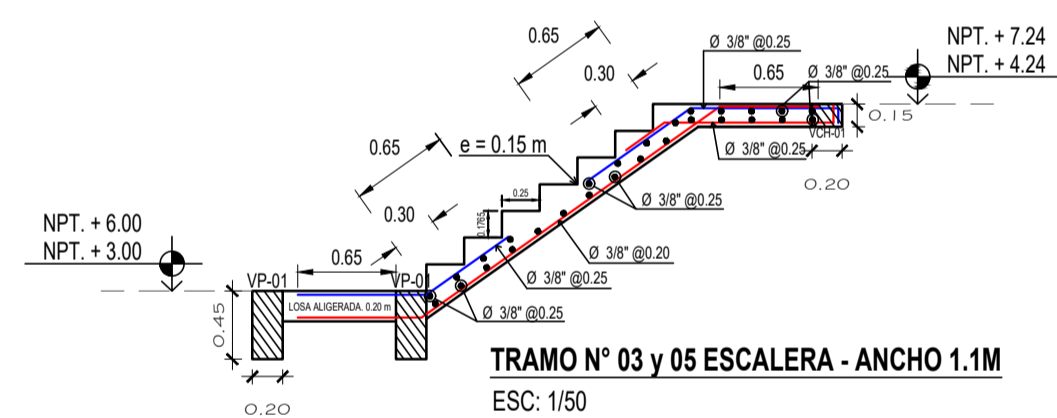 0.65
Ø 3/8" @0.25
NPT. + 7.24
NPT. + 4.24
0.30
0.65
Ø 3/8" @0.25
0.15
VCH-01
0.65
e = 0.15 m
Ø 3/8" @0.25
0.20
0.25
0.30
0.1765
Ø 3/8" @0.25
NPT. + 6.00
NPT. + 3.00
0.65
Ø 3/8" @0.20
VP-01
VP-01
Ø 3/8" @0.25
LOSA ALIGERADA. 0.20 m
Ø 3/8" @0.25
0.45
0.20
TRAMO N° 03 y 05 ESCALERA - ANCHO 1.1M
ESC: 1/50